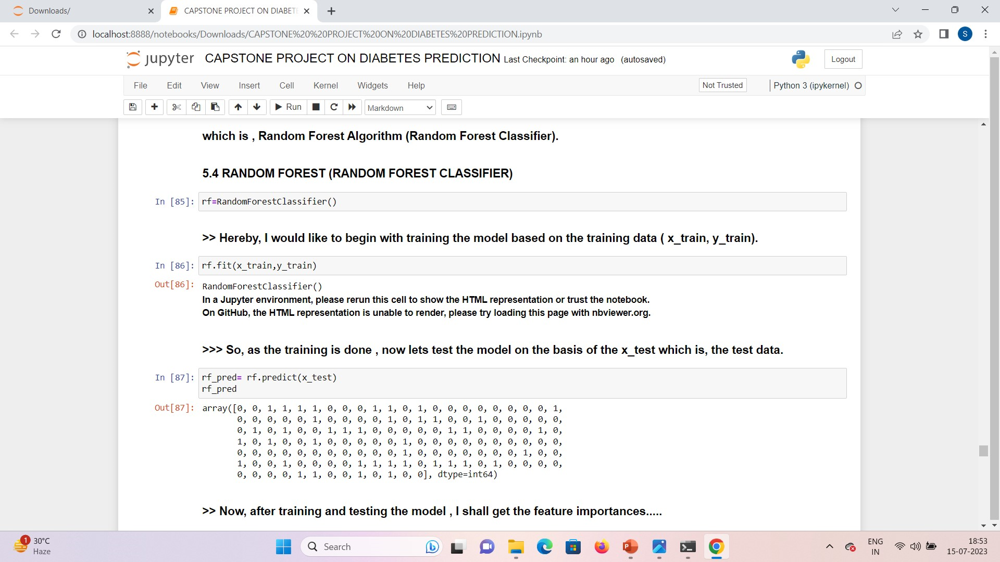 Downloads/
CAPSTONE PROJECT ON DIABETE
localhost:8888/notebooks/Downloads/CAPSTONE%20%20PROJECT%20ON%20DIABETES%20PREDICTION.ipynb
S
jupyter CAPSTONE PROJECT ON DIABETES PREDICTION Last Checkpoint: an hour ago (autosaved)
Logout
File Edit View Insert Cell Kernel Widgets Help
Not Trusted
Python 3 (ipykernel)
Run
Markdown
which is , Random Forest Algorithm (Random Forest Classifier).
5.4 RANDOM FOREST (RANDOM FOREST CLASSIFIER)
In [85]: rf=RandomForestClassifier()
>> Hereby, I would like to begin with training the model based on the training data ( x_train, y_train).
In [86]: rf.fit(x_train,y_train)
Out[86]: RandomForestClassifier()
In a Jupyter environment, please rerun this cell to show the HTML representation or trust the notebook.
On GitHub, the HTML representation is unable to render, please try loading this page with nbviewer.org.
>>> So, as the training is done , now lets test the model on the basis of the x_test which is, the test data.
In [87]: rf_pred= rf.predict(x_test)
rf_pred
Out[87]: array([0, 0, 1, 1, 1, 1, 0, 0, 0, 1, 1, 0, 1, 0, 0, 0, 0, 0, 0, 0, 0, 1,
0, 0, 0, 0, 0, 1, 0, 0, 0, 0, 1, 0, 1, 1, 0, 0, 1, 0, 0, 0, 0, 0,
0, 1, 0, 1, 0, 0, 1, 1, 1, 0, 0, 0, 0, 0, 1, 1, 0, 0, 0, 0, 1, 0,
1, 0, 1, 0, 0, 1, 0, 0, 0, 0, 0, 1, 0, 0, 0, 0, 0, 0, 0, 0, 0, 0,
0, 0, 0, 0, 0, 0, 0, 0, 0, 0, 0, 1, 0, 0, 0, 0, 0, 0, 0, 1, 0, 0,
1, 0, 0, 1, 0, 0, 0, 0, 1, 1, 1, 1, 0, 1, 1, 1, 0, 1, 0, 0, 0, 0,
0, 0, 0, 0, 1, 1, 0, 0, 1, 0, 1, 0, 0], dtype=int64)
>> Now, after training and testing the model , I shall get the feature importances.....
1
30°C
Haze
Search
ENG
IN
18:53
15-07-2023